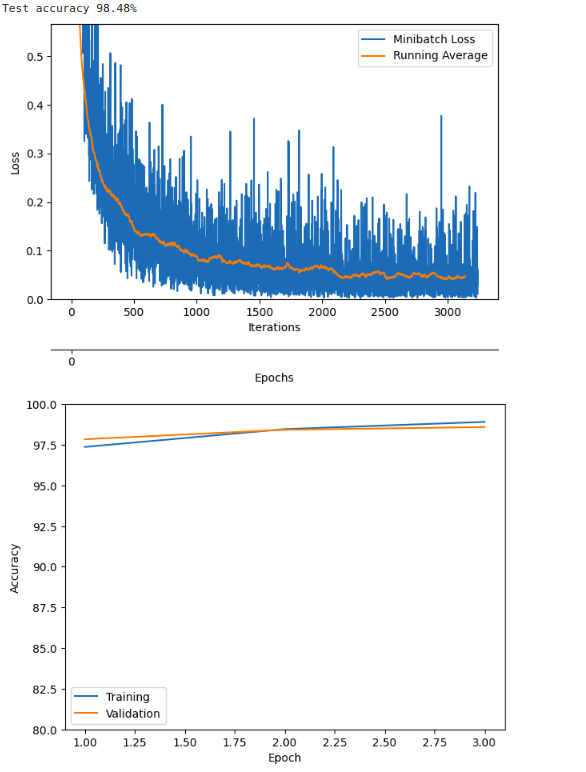 Test accuracy 98.48%
Minibatch Loss
Running Average
0.5
0.4
0.3
0.2
0.1
0.0
Loss
0 500 1000 1500 2000 2500 3000
Iterations
0
Epochs
100.0
97.5
95.0
92.5
90.0
87.5
85.0
82.5
80.0
Accuracy
Training
Validation
1.00 1.25 1.50 1.75 2.00 2.25 2.50 2.75 3.00
Epoch